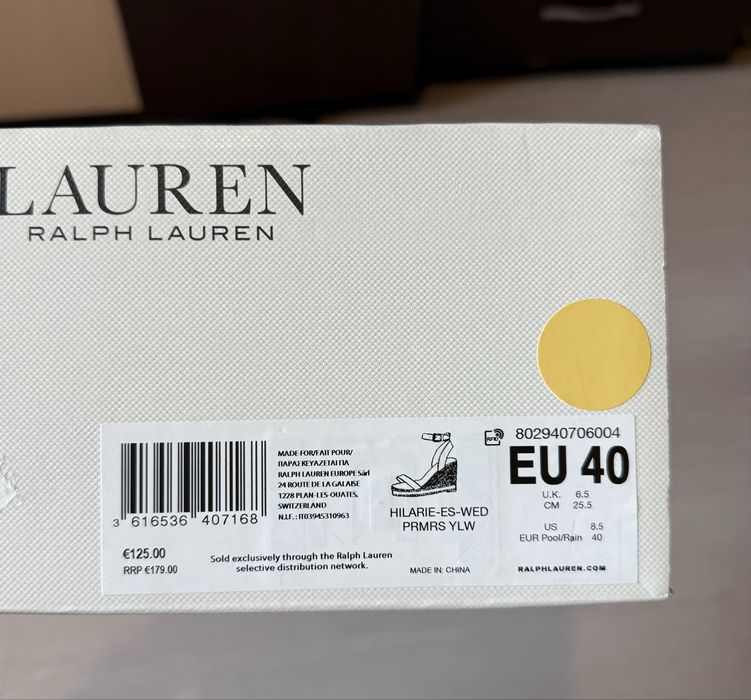 LAUREN
RALPH LAUREN
3 616536 407168
€125.00
RRP €179.00
MADE FOR/FAIT POUR/
ΠΑΡΑΣΚΕΥΑΖΕΤΑΙ ΓΙΑ
RALPH LAUREN EUROPE Sàrl
24 ROUTE DE LA GALAISE
1228 PLAN-LES-OUATES,
SWITZERLAND
N.I.F. : IT03945310963
Sold exclusively through the Ralph Lauren
selective distribution network.
HILARIE-ES-WED
PRMRS YLW
MADE IN: CHINA
RFID
802940706004
EU 40
U.K. 6.5
CM 25.5
US 8.5
EUR Pool/Rain 40
RALPHLAUREN.COM